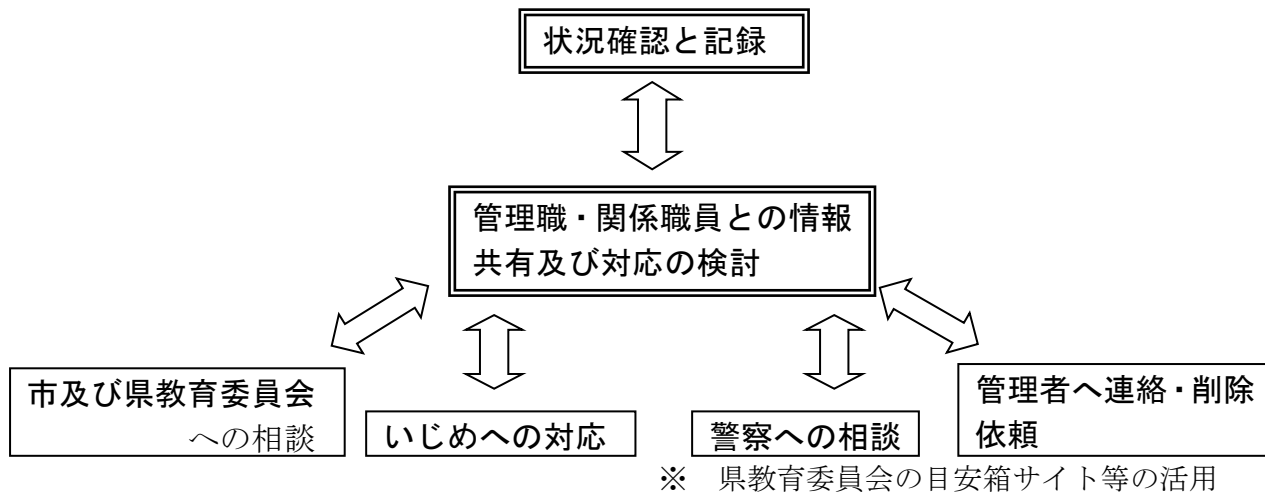 状況確認と記録
管理職・関係職員との情報
共有及び対応の検討
市及び県教育委員会
への相談
いじめへの対応
警察への相談
管理者へ連絡・削除
依頼
※　県教育委員会の目安箱サイト等の活用